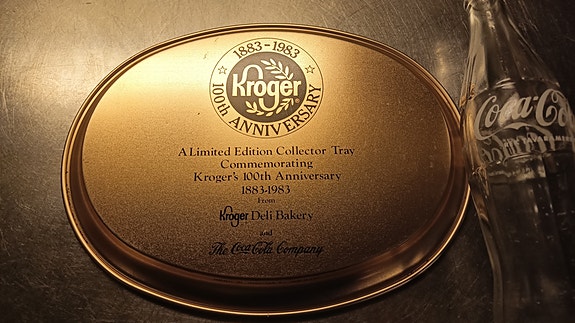 1883-1983
Kroger
100th ANNIVERSARY
A Limited Edition Collector Tray
Commemorating
Kroger's 100th Anniversary
1883-1983
From
Kroger Deli Bakery
and
The Coca-Cola Company
Coca-Co